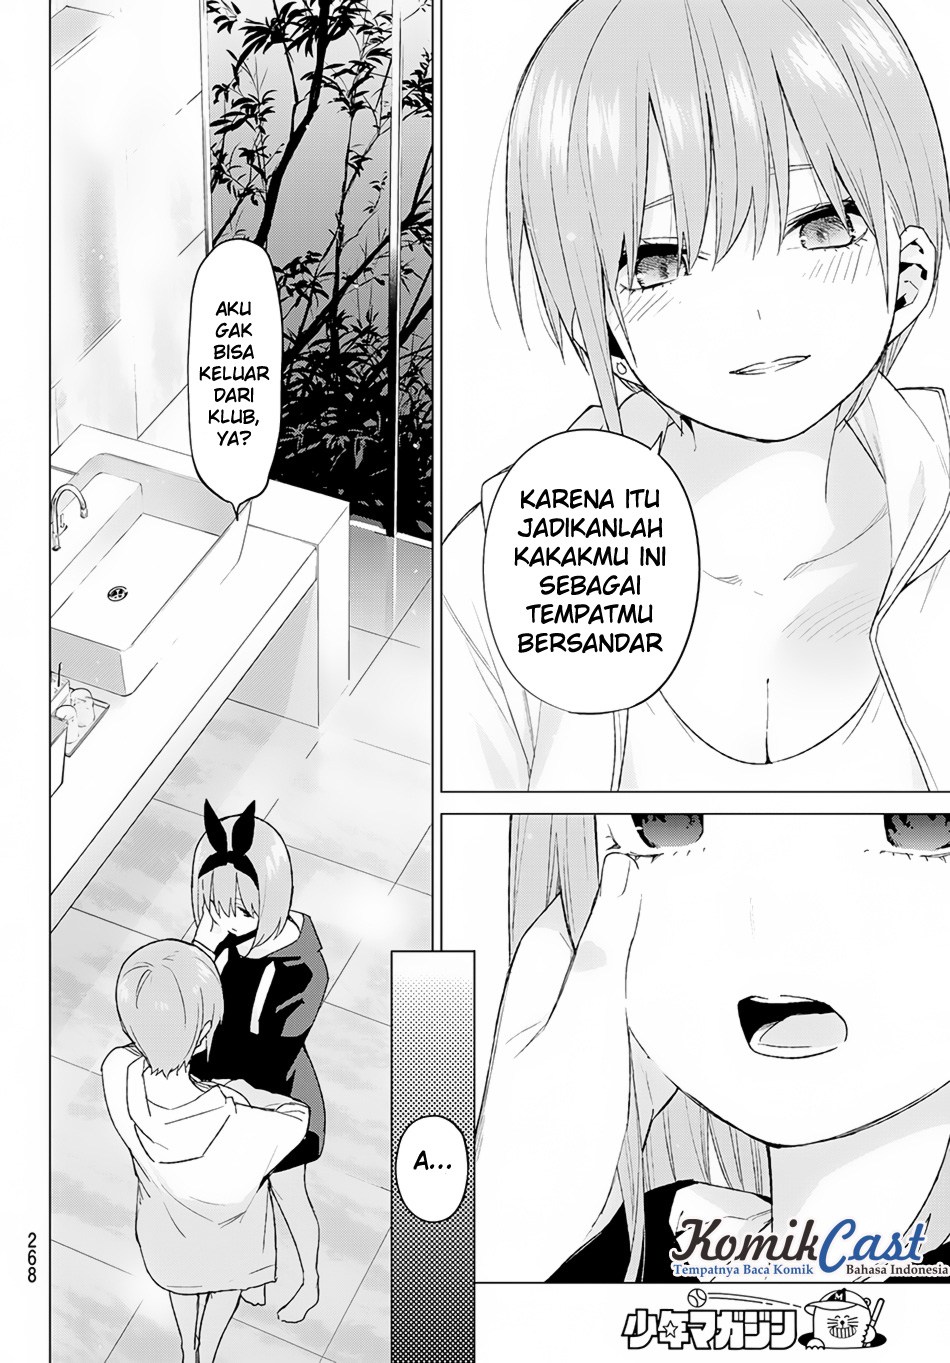 KARENA ITU
JADIKANLAH
KAKAKMU INI
SEBAGAI
TEMPATMU
BERSANDAR
A...
AKU
GAK
BISA
KELUAR
DARI
KLUB,
YA?
268
KomikCast
Tempatnya Baca Komik Bahasa Indonesia
少年マガジン
M